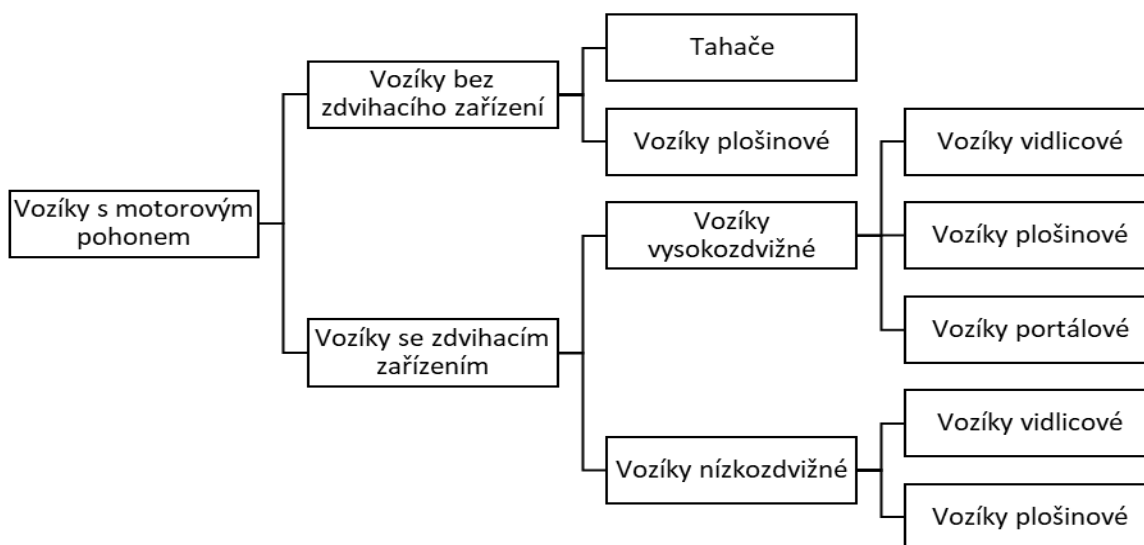 Vozíky s motorovým
pohonem
Vozíky bez
zdvihacího zařízení
Tahače
Vozíky plošinové
Vozíky se zdvihacím
zařízením
Vozíky
vysokozdvižné
Vozíky vidlicové
Vozíky plošinové
Vozíky portálové
Vozíky nízkozdvižné
Vozíky vidlicové
Vozíky plošinové